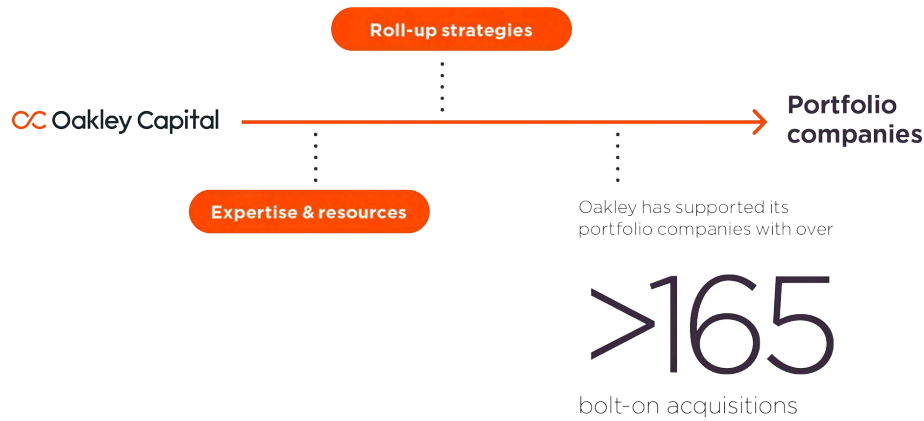 Roll-up strategies
Oakley Capital
Portfolio
companies
Expertise & resources
Oakley has supported its
portfolio companies with over
>165
bolt-on acquisitions